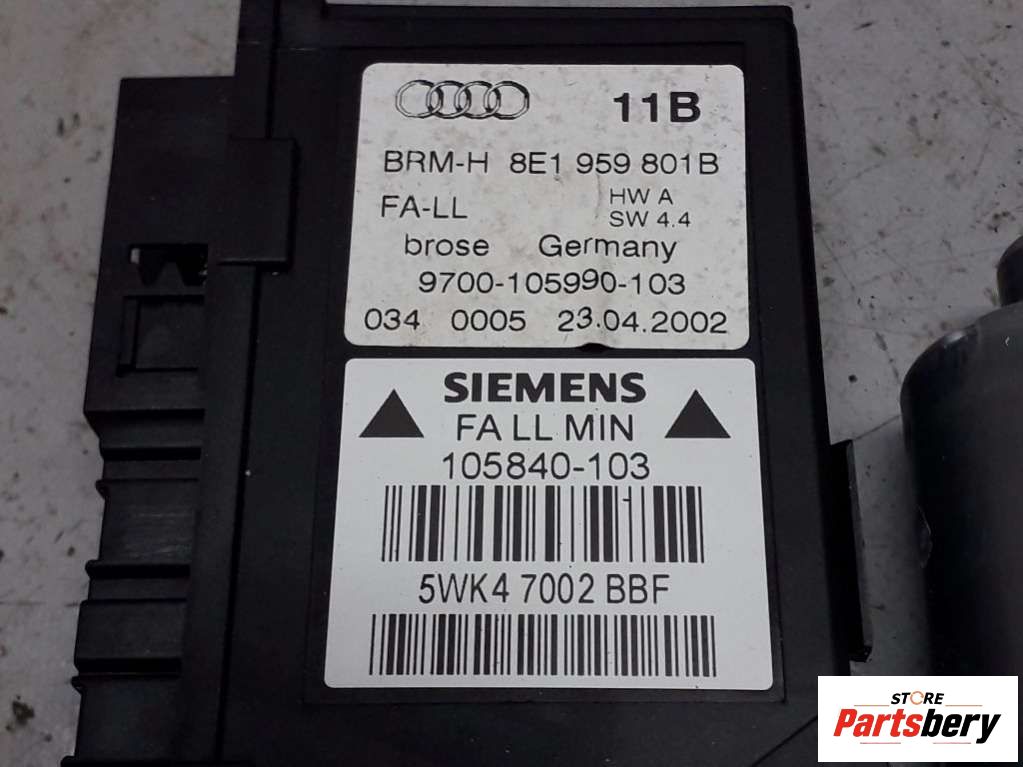 11B
BRM-H 8E1 959 801B
FA-LL HW A
SW 4.4
brose Germany
9700-105990-103
034 0005 23.04.2002
SIEMENS
FA LL MIN
105840-103
5WK4 7002 BBF
STORE
Partsbery